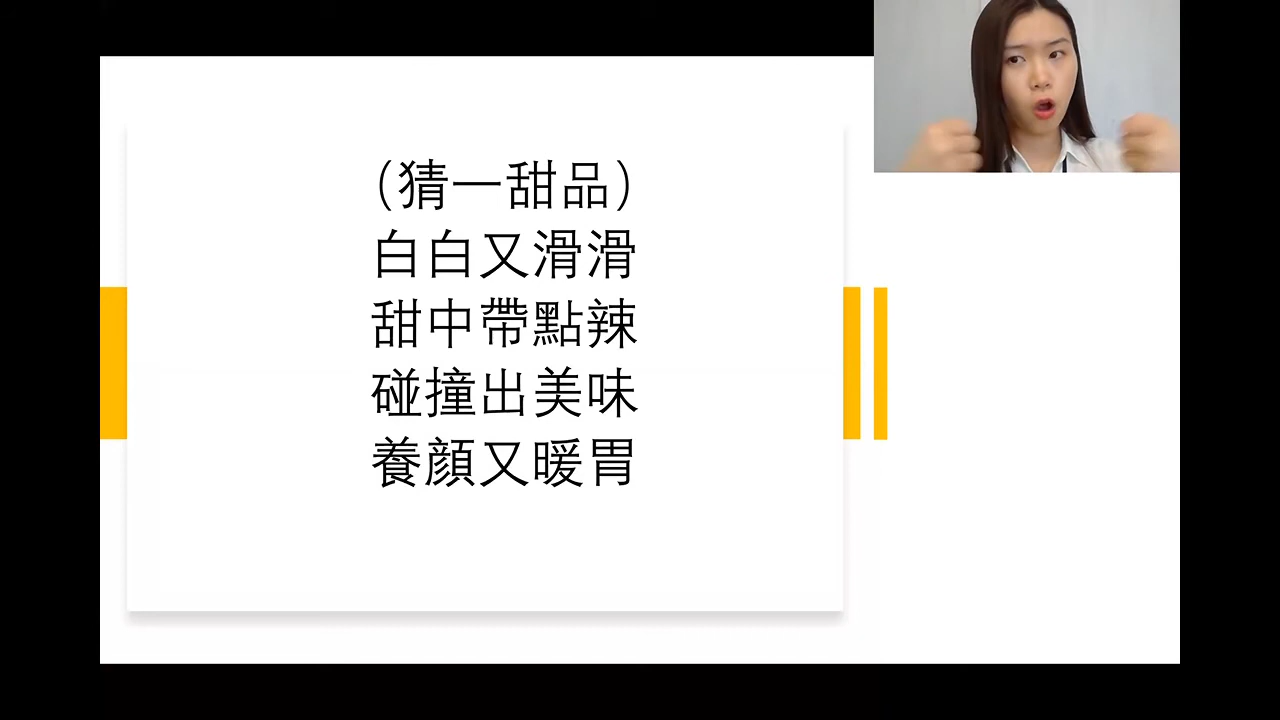 （猜一甜品）
白白又滑滑
甜中帶點辣
碰撞出美味
養顏又暖胃